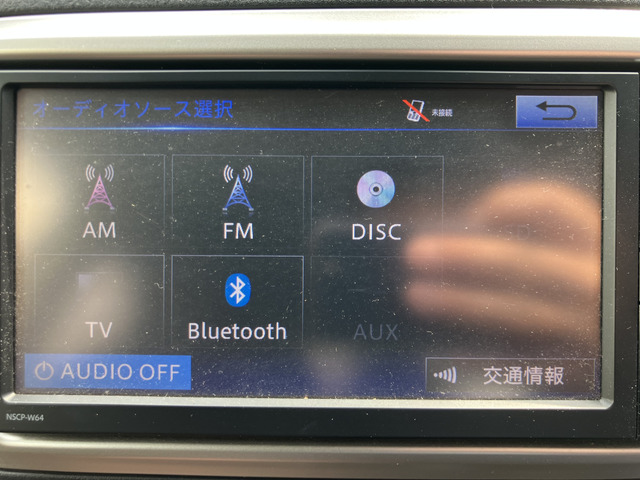 オーディオソース選択
未接続
AM
FM
DISC
TV
Bluetooth
AUX
AUDIO OFF
交通情報
NSCP-W64